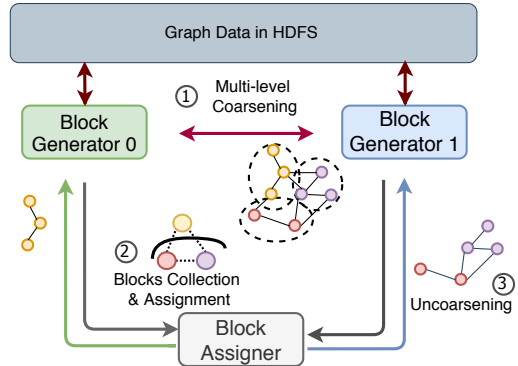 Graph Data in HDFS
① Multi-level
Coarsening
Block
Generator 0
Block
Generator 1
②
Blocks Collection
& Assignment
③
Uncoarsening
Block
Assigner